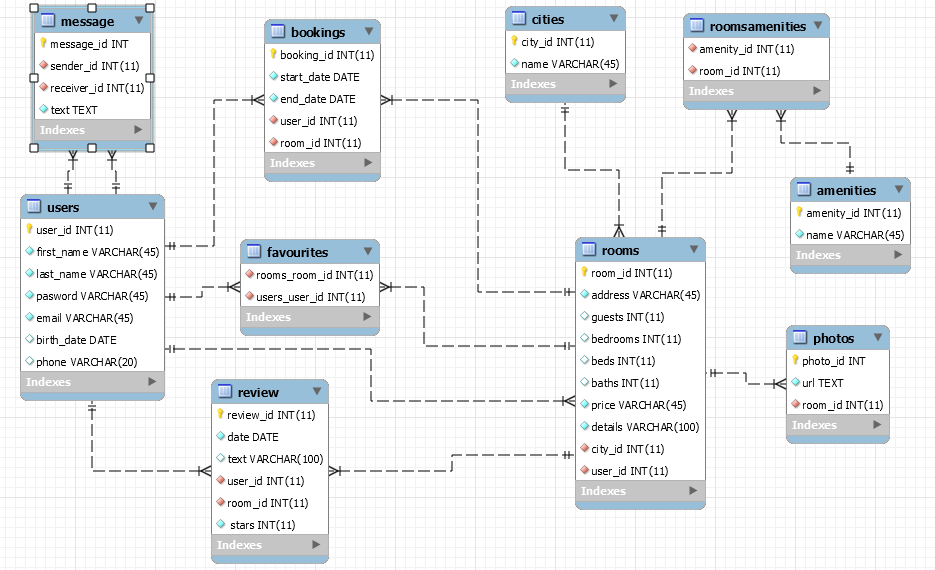 message
message_id INT
sender_id INT(11)
receiver_id INT(11)
text TEXT
Indexes
bookings
booking_id INT(11)
start_date DATE
end_date DATE
user_id INT(11)
room_id INT(11)
Indexes
cities
city_id INT(11)
name VARCHAR(45)
Indexes
roomsamenities
amenity_id INT(11)
room_id INT(11)
Indexes
users
user_id INT(11)
first_name VARCHAR(45)
last_name VARCHAR(45)
pasword VARCHAR(45)
email VARCHAR(45)
birth_date DATE
phone VARCHAR(20)
Indexes
favourites
rooms_room_id INT(11)
users_user_id INT(11)
Indexes
rooms
room_id INT(11)
address VARCHAR(45)
guests INT(11)
bedrooms INT(11)
beds INT(11)
baths INT(11)
price VARCHAR(45)
details VARCHAR(100)
city_id INT(11)
user_id INT(11)
Indexes
amenities
amenity_id INT(11)
name VARCHAR(45)
Indexes
review
review_id INT(11)
date DATE
text VARCHAR(100)
user_id INT(11)
room_id INT(11)
stars INT(11)
Indexes
photos
photo_id INT
url TEXT
room_id INT(11)
Indexes